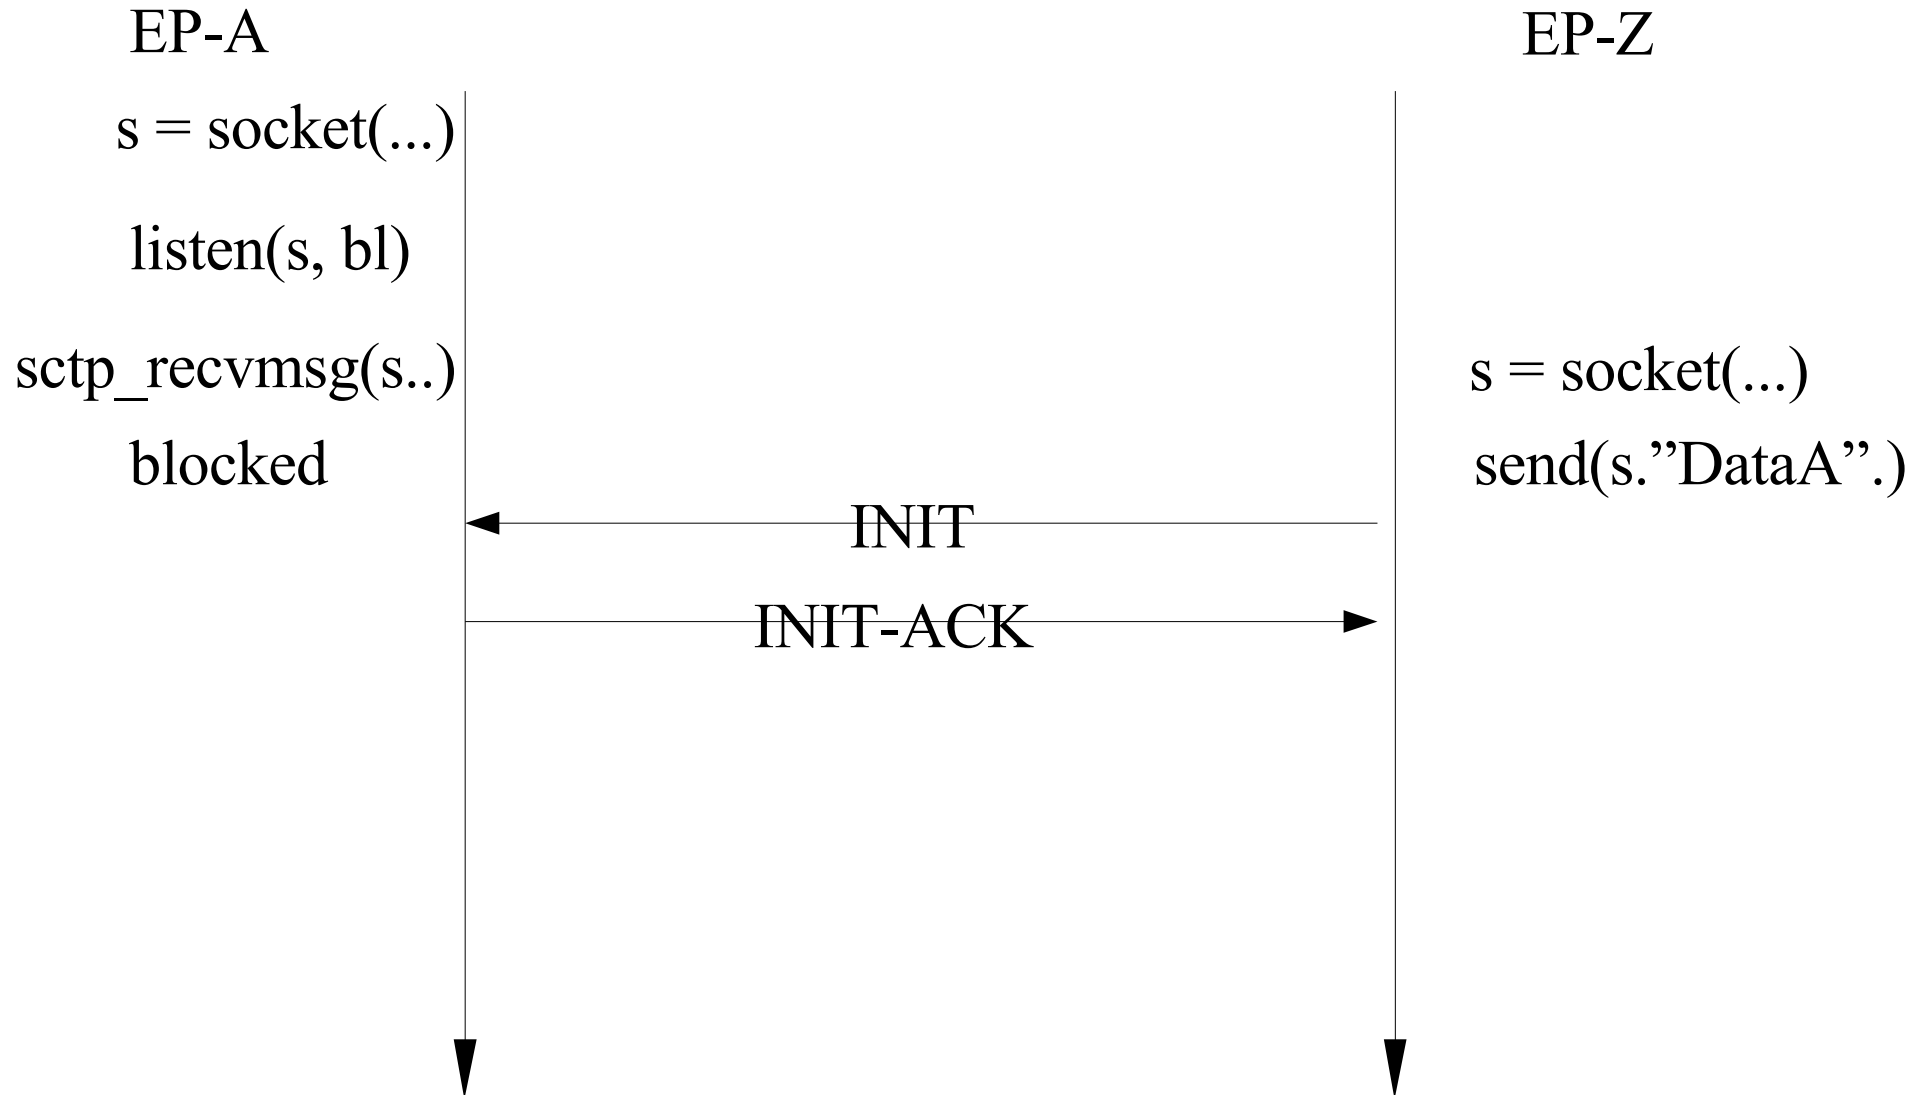 EP-A
EP-Z
s = socket(...)
listen(s, bl)
sctp_recvmsg(s..)
s = socket(...)
blocked
send(s.”DataA”.)
INIT
INIT-ACK